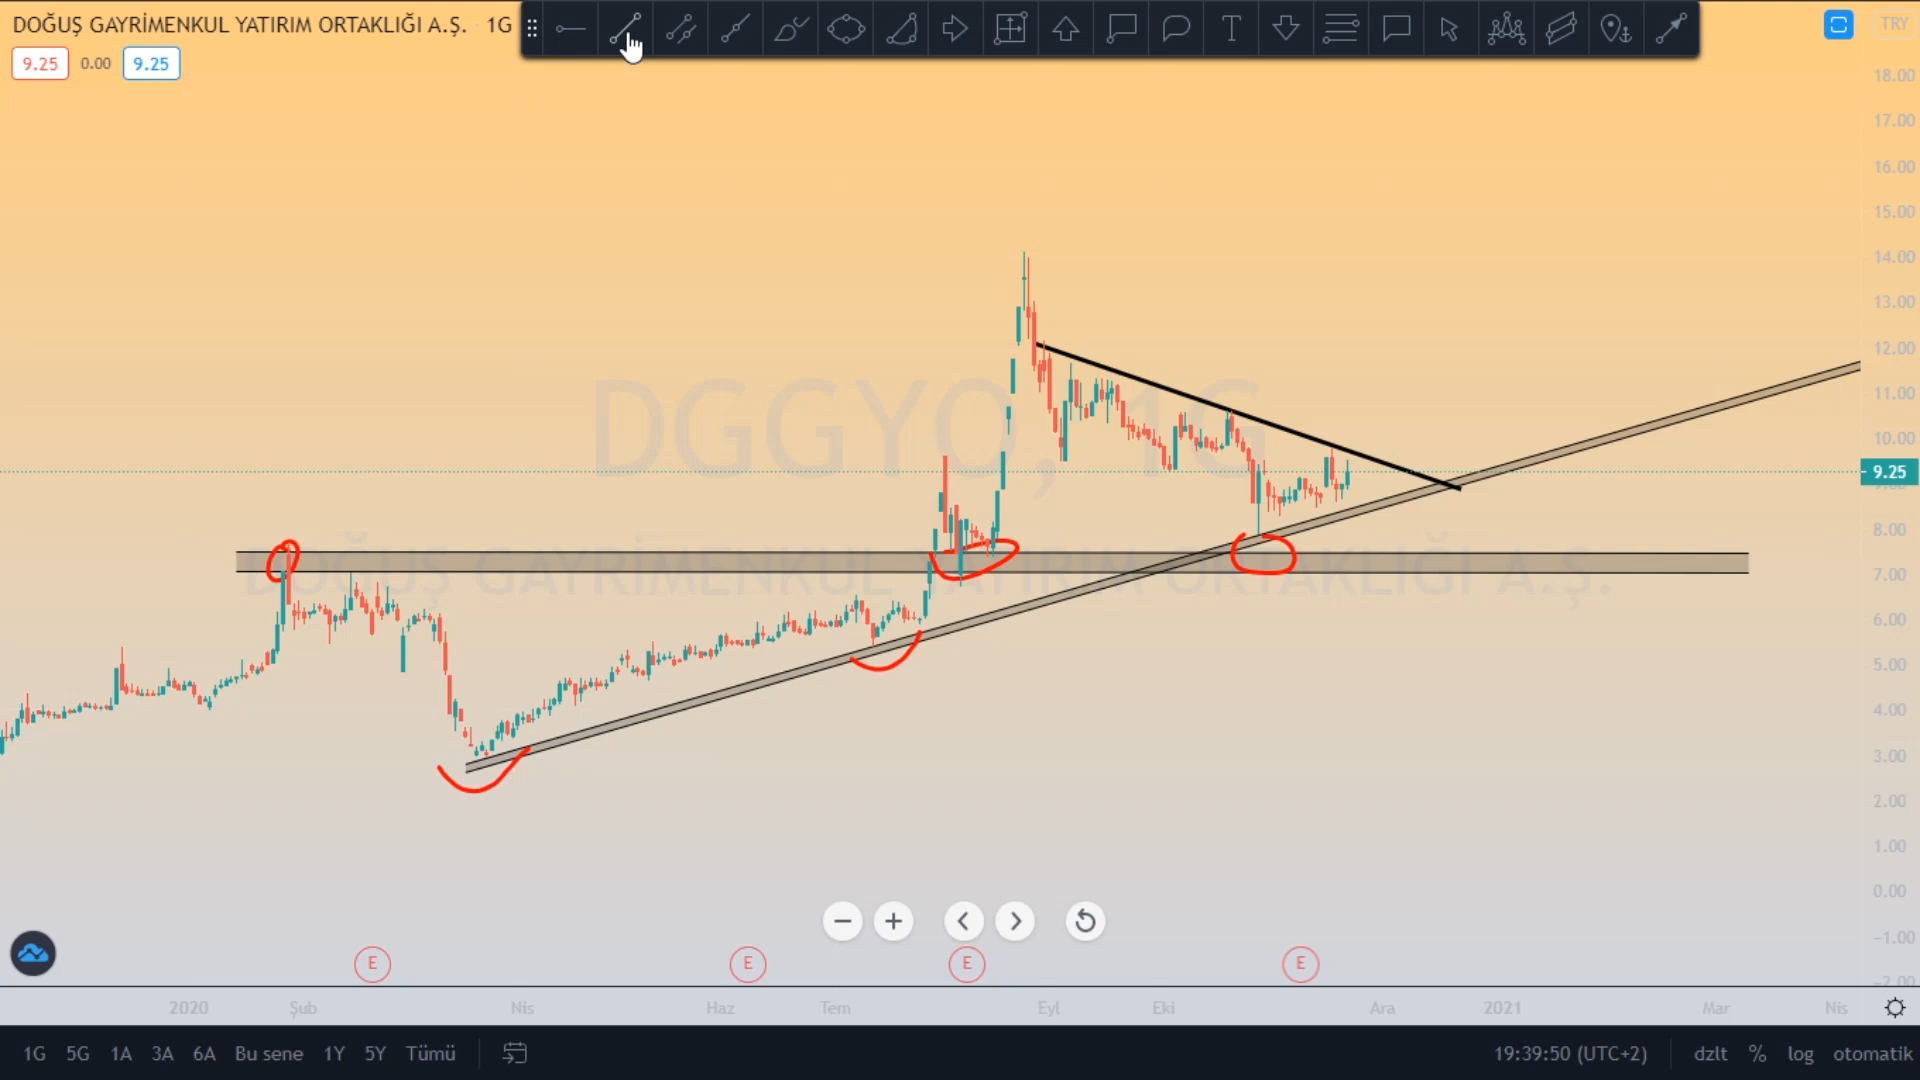 DOĞUŞ GAYRİMENKUL YATIRIM ORTAKLIĞI A.Ş. · 1G
T
TRY
9.25 0.00 9.25
18.00
17.00
16.00
15.00
14.00
13.00
12.00
11.00
DGGYO, 1G
10.00
9.25
8.00
DOĞUŞ GAYRİMENKUL YATIRIM ORTAKLIĞI A.Ş.
7.00
6.00
5.00
4.00
3.00
2.00
1.00
0.00
-1.00
-2.00
E E E E
2020 Şub Nis Haz Tem Eyl Eki Ara 2021 Mar Nis
1G 5G 1A 3A 6A Bu sene 1Y 5Y Tümü 19:39:50 (UTC+2) dzlt % log otomatik